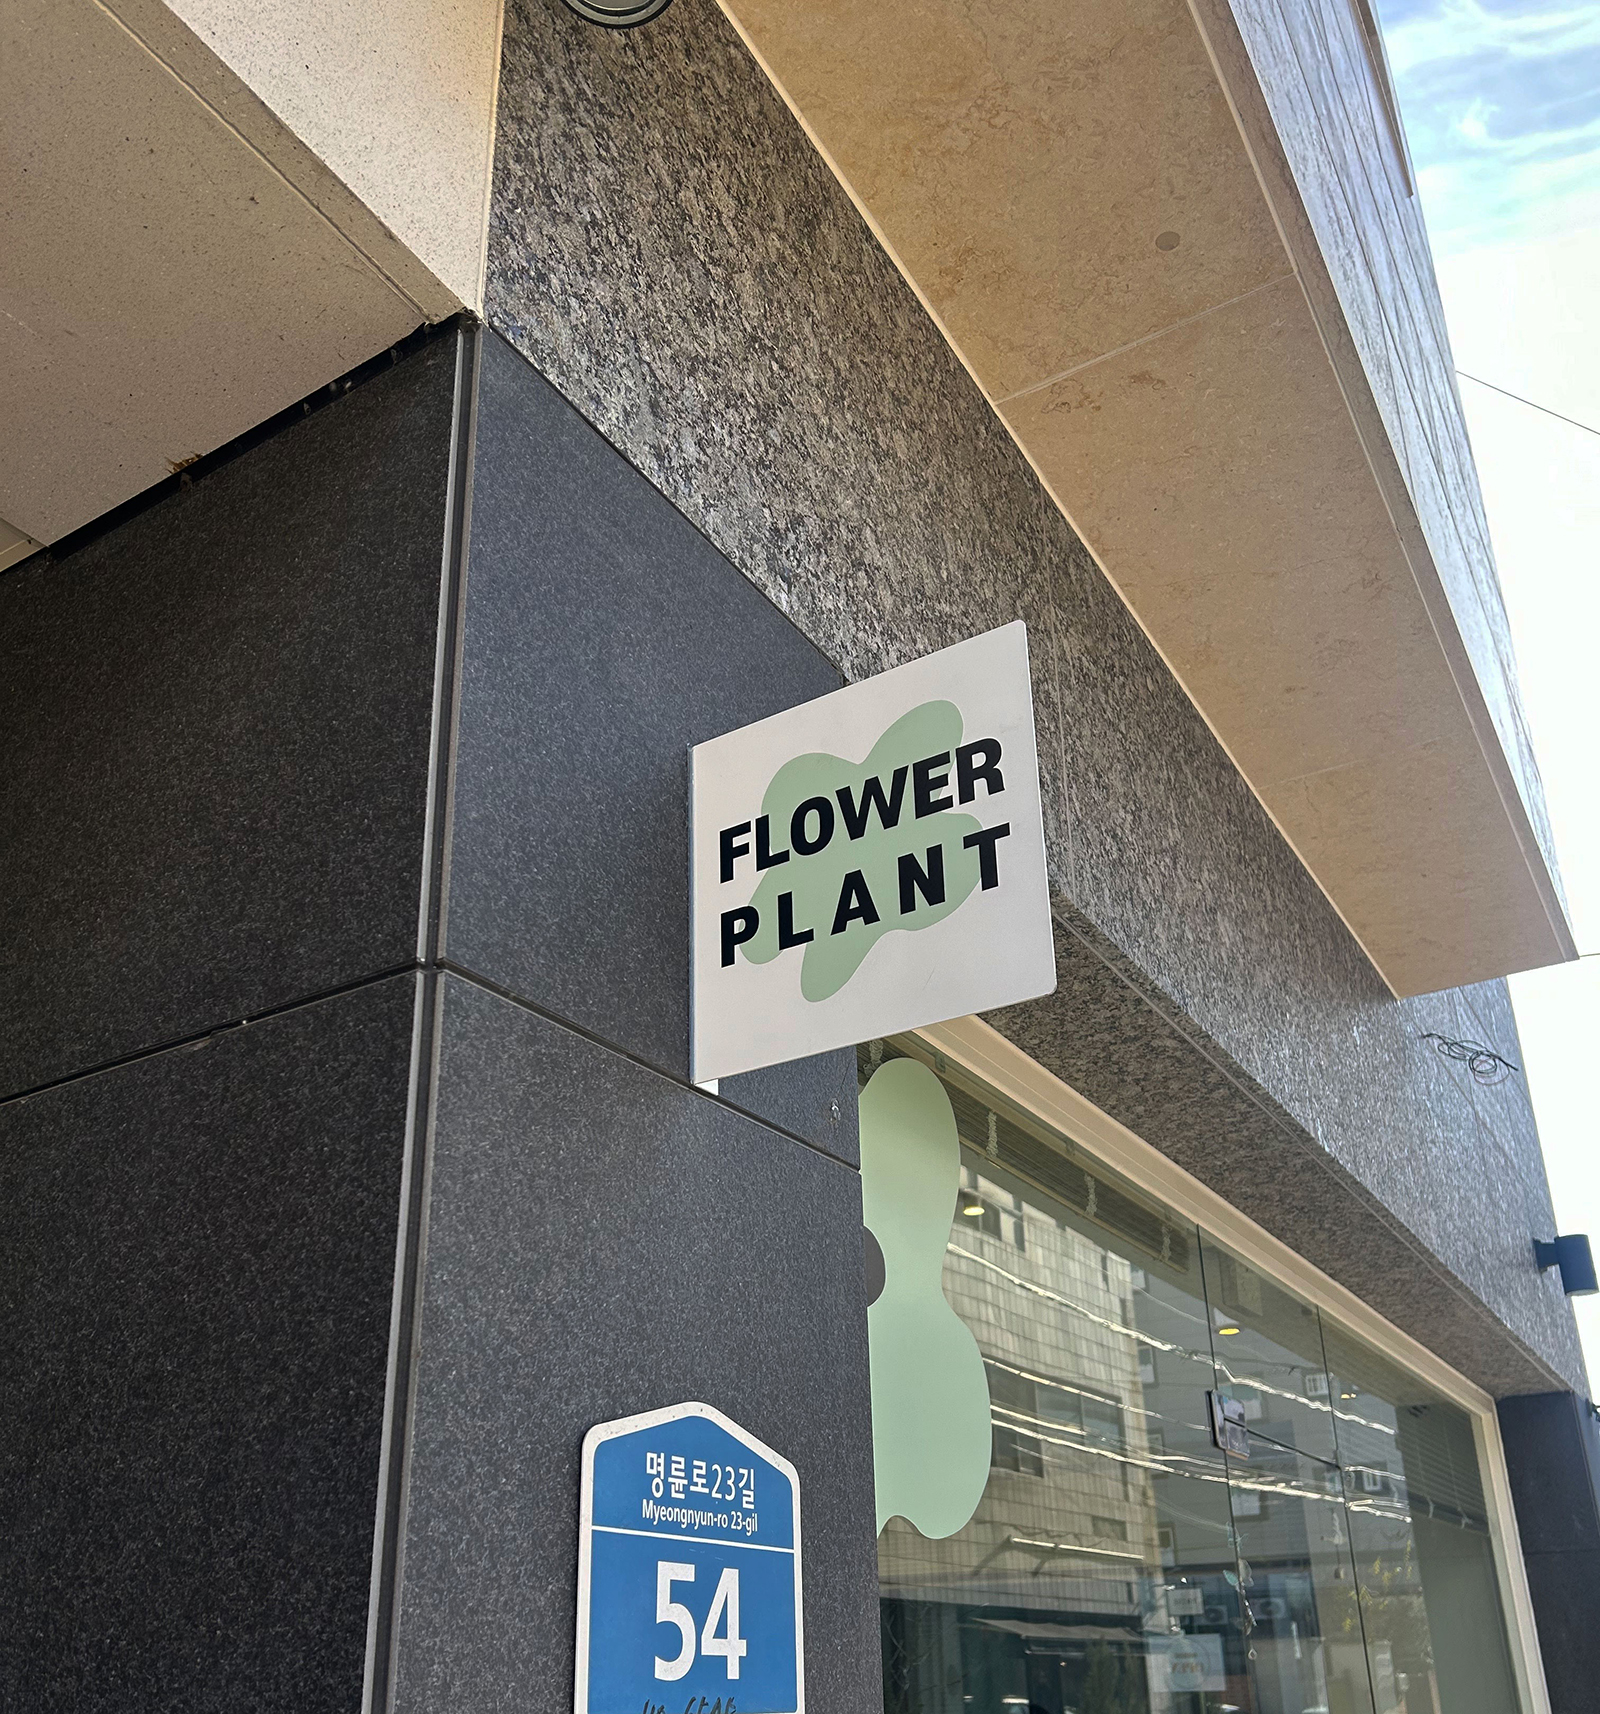 FLOWER
PLANT
명륜로23길
Myeongnyun-ro 23-gil
54